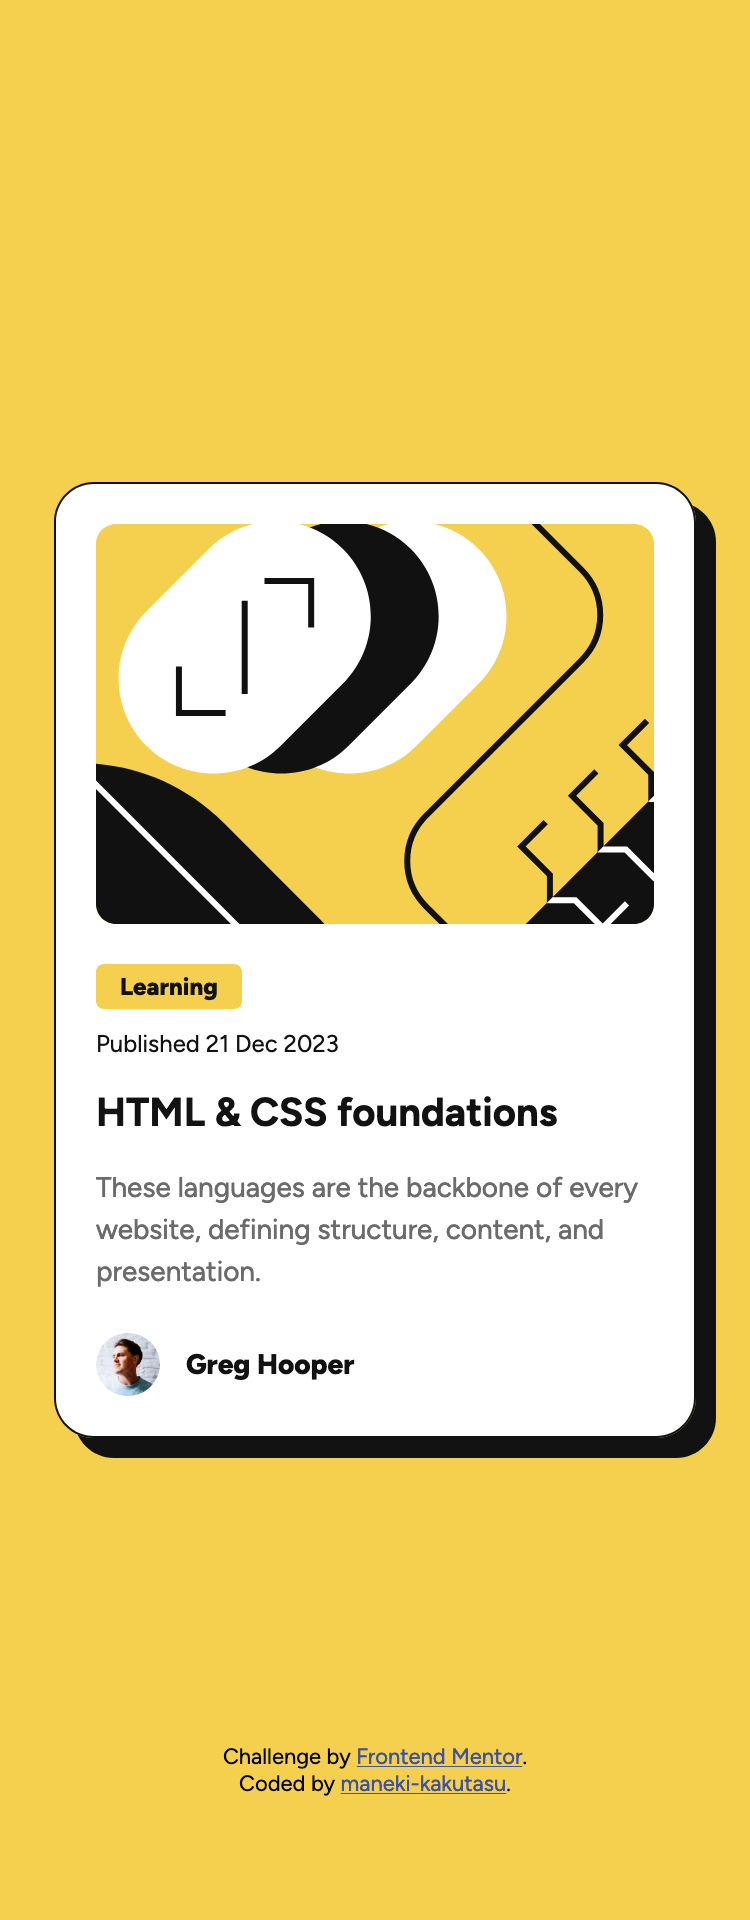 Learning
Published 21 Dec 2023
HTML & CSS foundations
These languages are the backbone of every
website, defining structure, content, and
presentation.
Greg Hooper
Challenge by Frontend Mentor.
Coded by maneki-kakutasu.